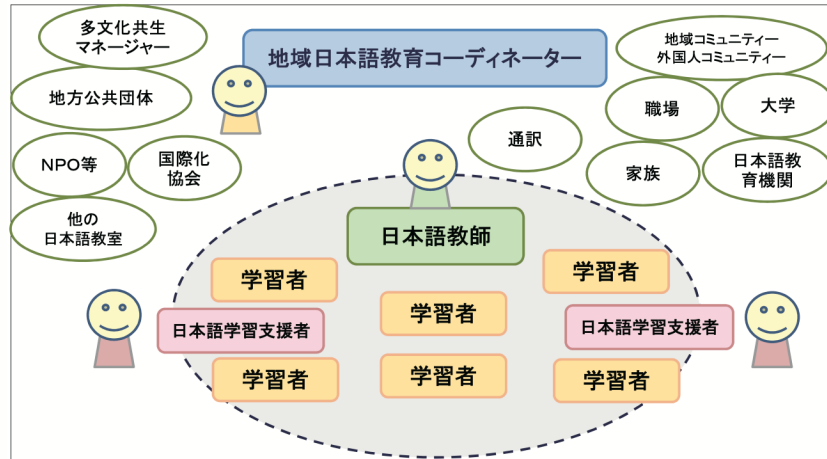 多文化共生
マネージャー
地域日本語教育コーディネーター
地域コミュニティー
外国人コミュニティー
地方公共団体
職場
大学
通訳
NPO等
国際化
協会
家族
日本語教
育機関
他の
日本語教室
日本語教師
学習者
学習者
学習者
日本語学習支援者
日本語学習支援者
学習者
学習者
学習者